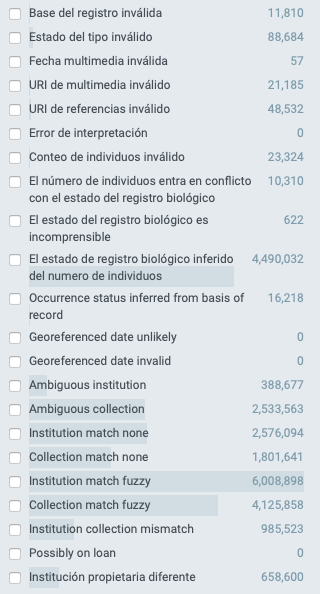 Base del registro inválida 11,810
Estado del tipo inválido 88,684
Fecha multimedia inválida 57
URI de multimedia inválido 21,185
URI de referencias inválido 48,532
Error de interpretación 0
Conteo de individuos inválido 23,324
El número de individuos entra en conflicto 10,310
con el estado del registro biológico
El estado del registro biológico es 622
incomprensible
El estado de registro biológico inferido 4,490,032
del numero de individuos
Occurrence status inferred from basis of 16,218
record
Georeferenced date unlikely 0
Georeferenced date invalid 0
Ambiguous institution 388,677
Ambiguous collection 2,533,563
Institution match none 2,576,094
Collection match none 1,801,641
Institution match fuzzy 6,008,898
Collection match fuzzy 4,125,858
Institution collection mismatch 985,523
Possibly on loan 0
Institución propietaria diferente 658,600